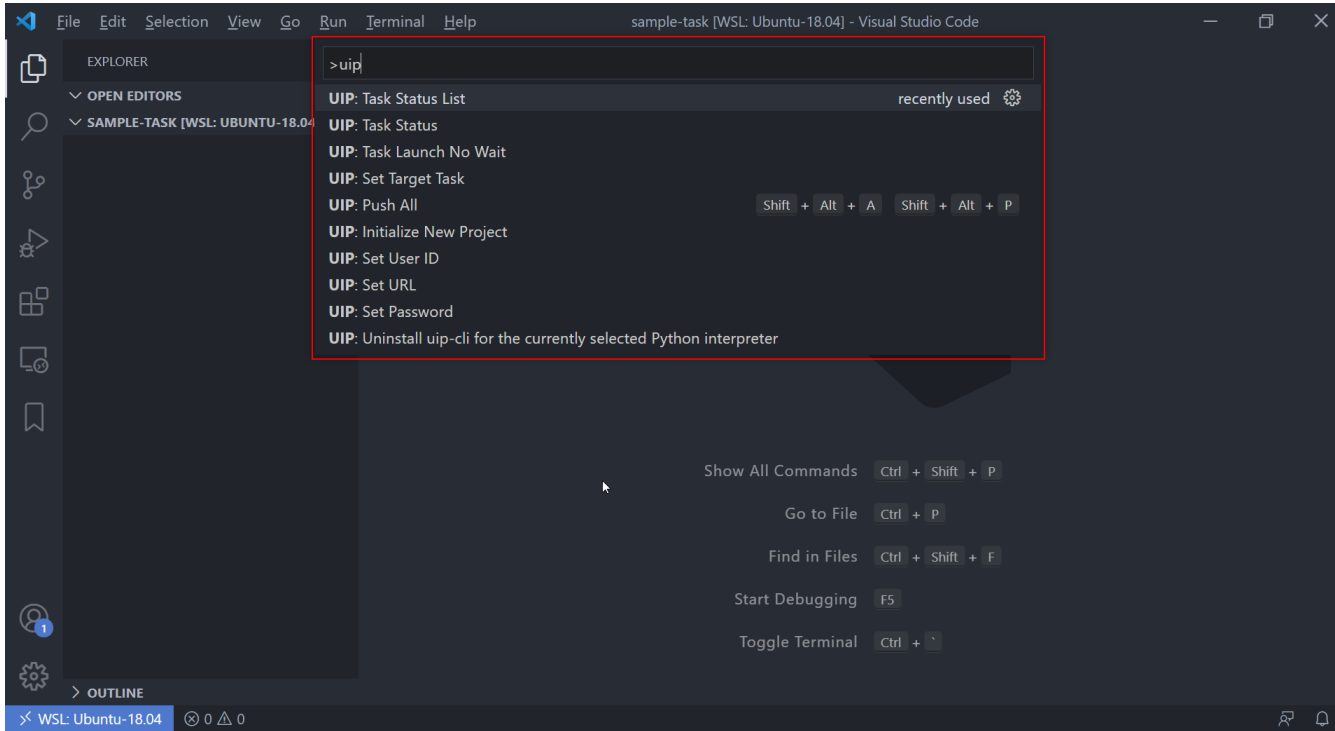 File Edit Selection View Go Run Terminal Help sample-task [WSL: Ubuntu-18.04] - Visual Studio Code
EXPLORER
OPEN EDITORS
SAMPLE-TASK [WSL: UBUNTU-18.04
>uip
UIP: Task Status List recently used
UIP: Task Status
UIP: Task Launch No Wait
UIP: Set Target Task
UIP: Push All Shift + Alt + A Shift + Alt + P
UIP: Initialize New Project
UIP: Set User ID
UIP: Set URL
UIP: Set Password
UIP: Uninstall uip-cli for the currently selected Python interpreter
Show All Commands Ctrl + Shift + P
Go to File Ctrl + P
Find in Files Ctrl + Shift + F
Start Debugging F5
Toggle Terminal Ctrl + `
1
OUTLINE
WSL: Ubuntu-18.04 0 0